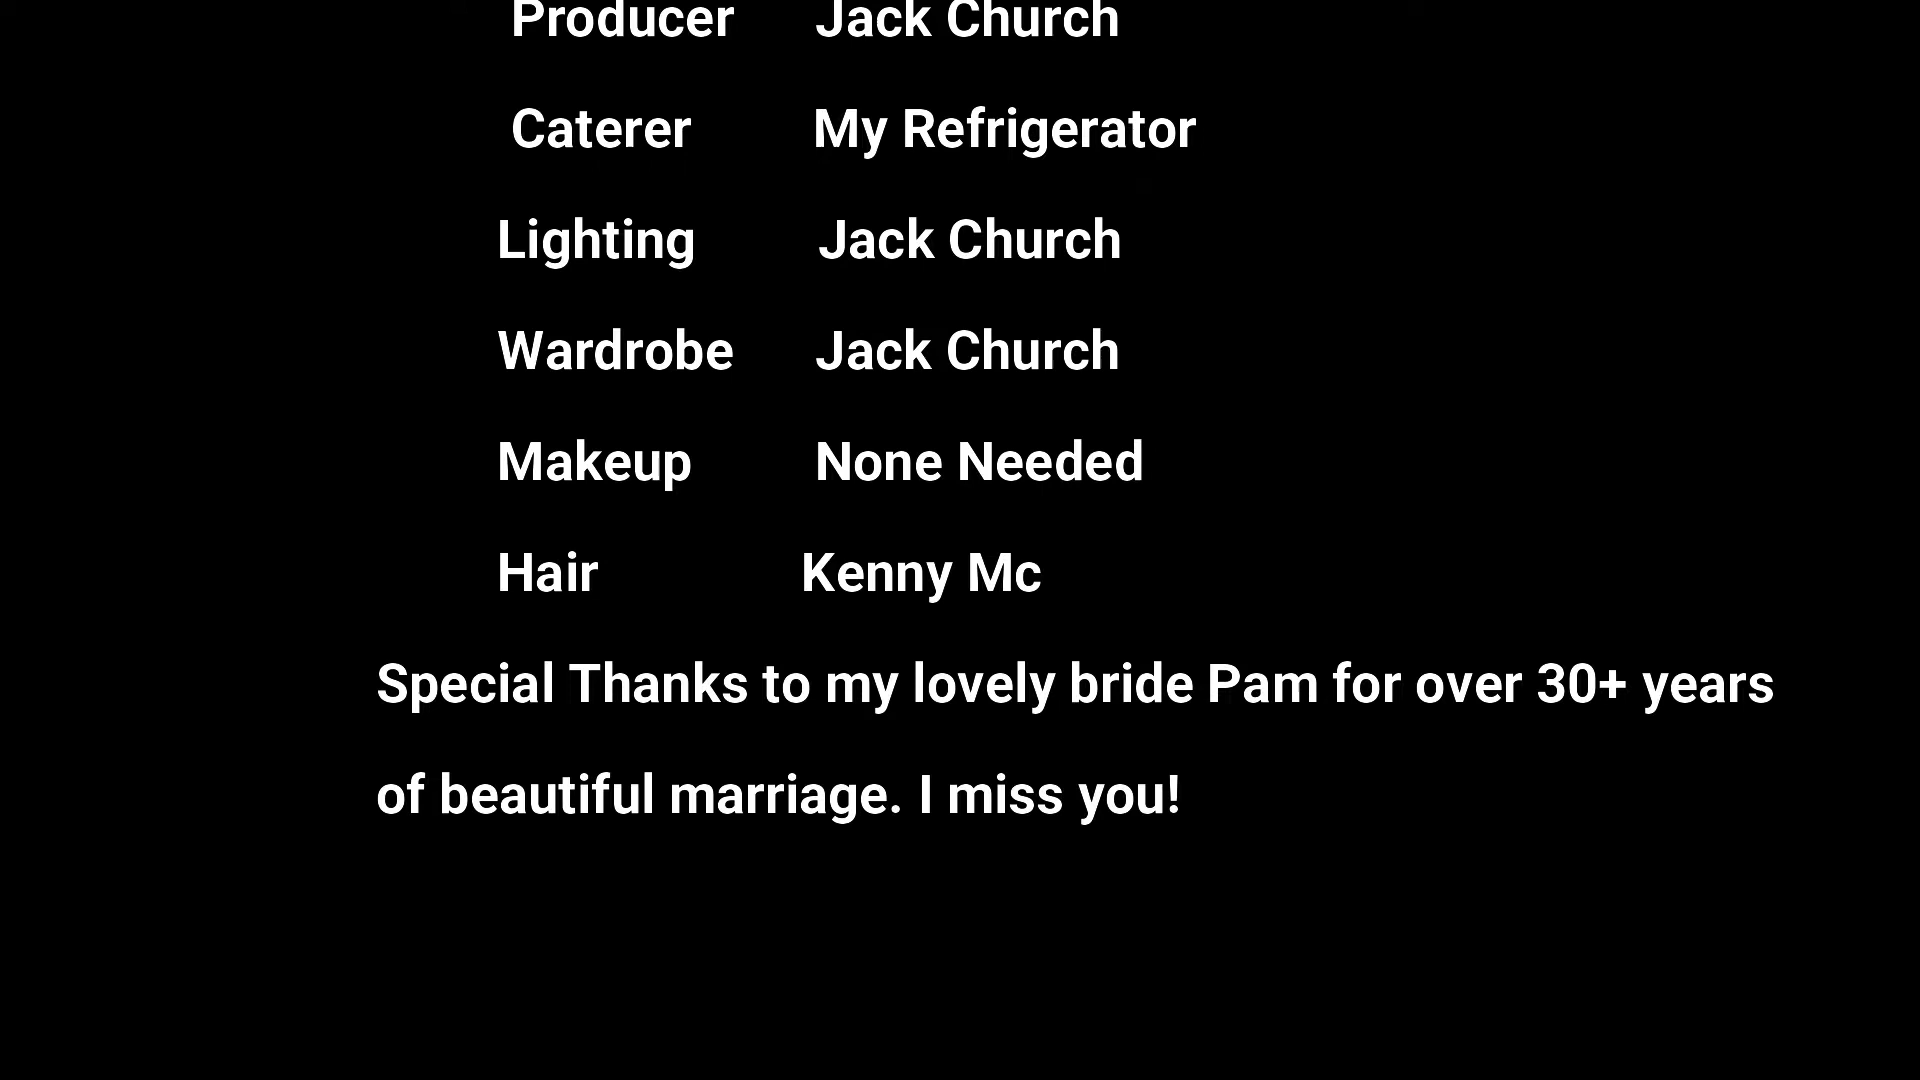 Producer Jack Church
Caterer My Refrigerator
Lighting Jack Church
Wardrobe Jack Church
Makeup None Needed
Hair Kenny Mc
Special Thanks to my lovely bride Pam for over 30+ years
of beautiful marriage. I miss you!